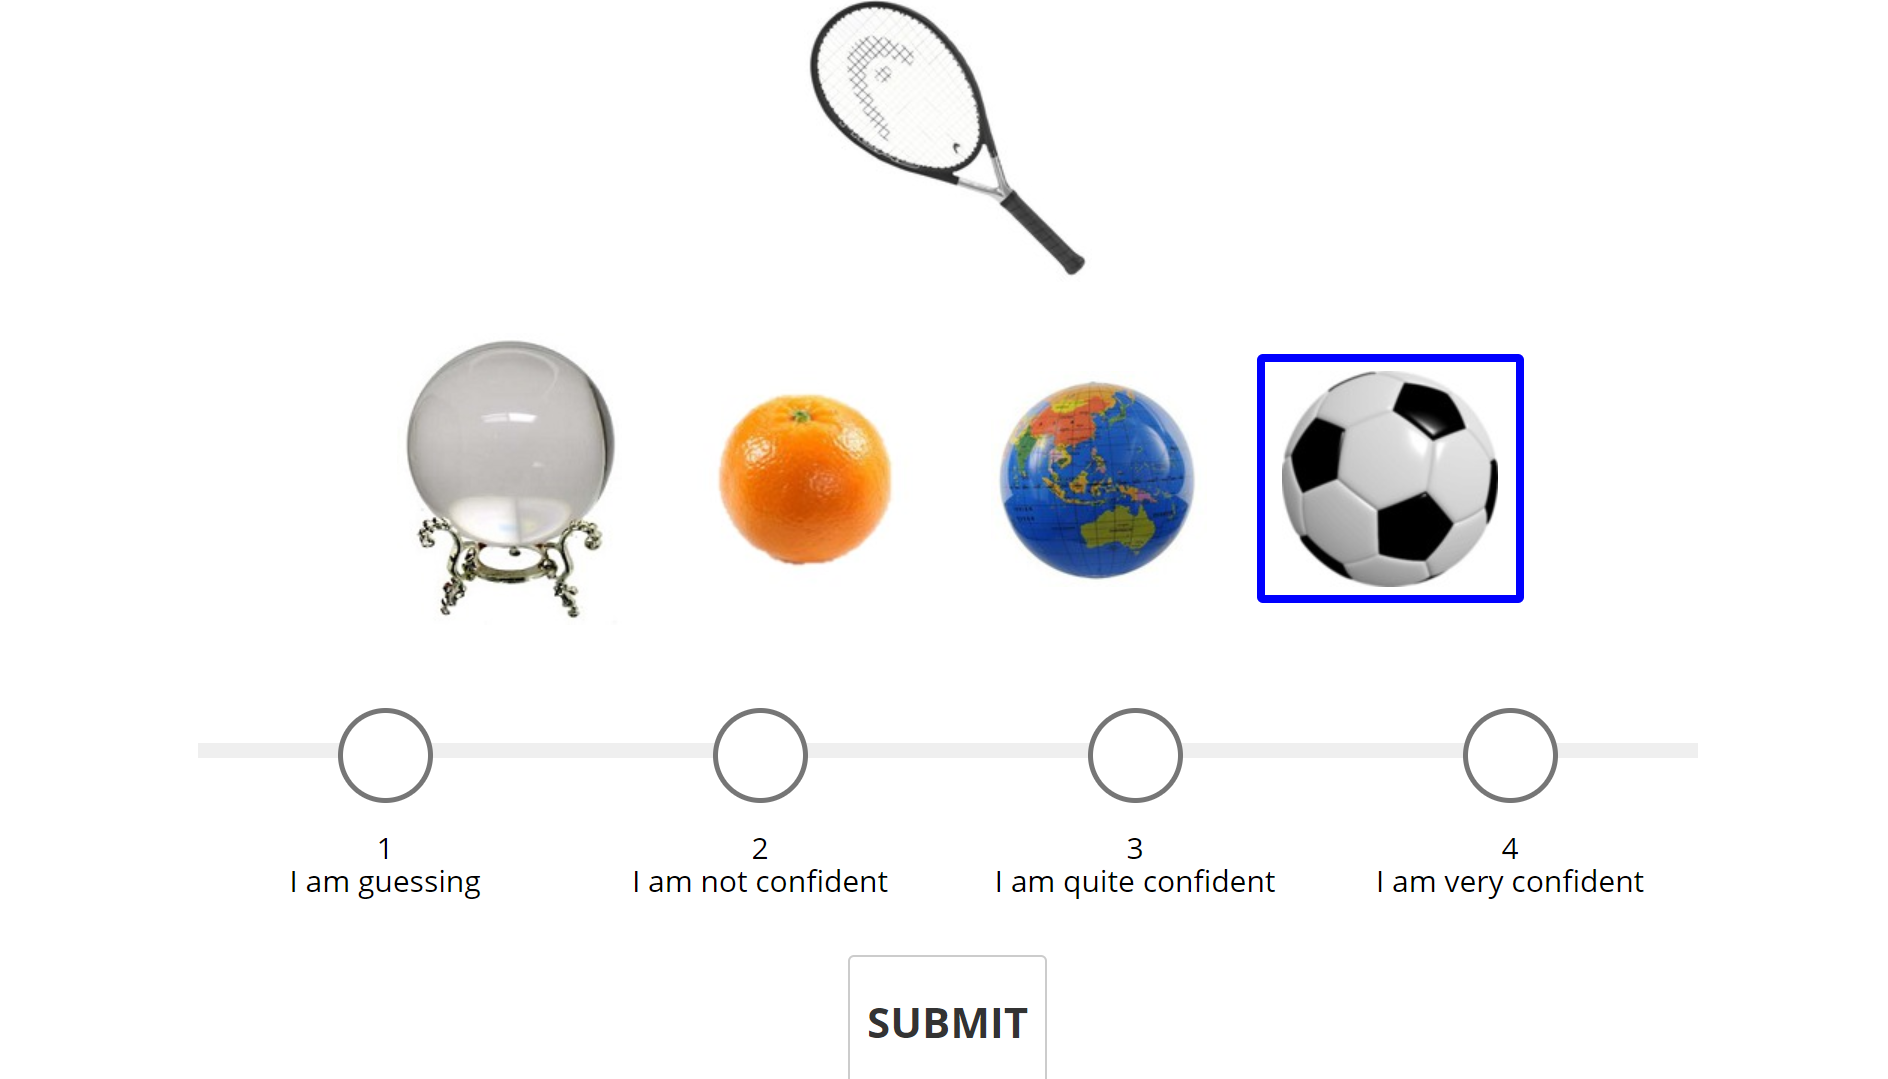 1
I am guessing
2
I am not confident
3
I am quite confident
4
I am very confident
SUBMIT